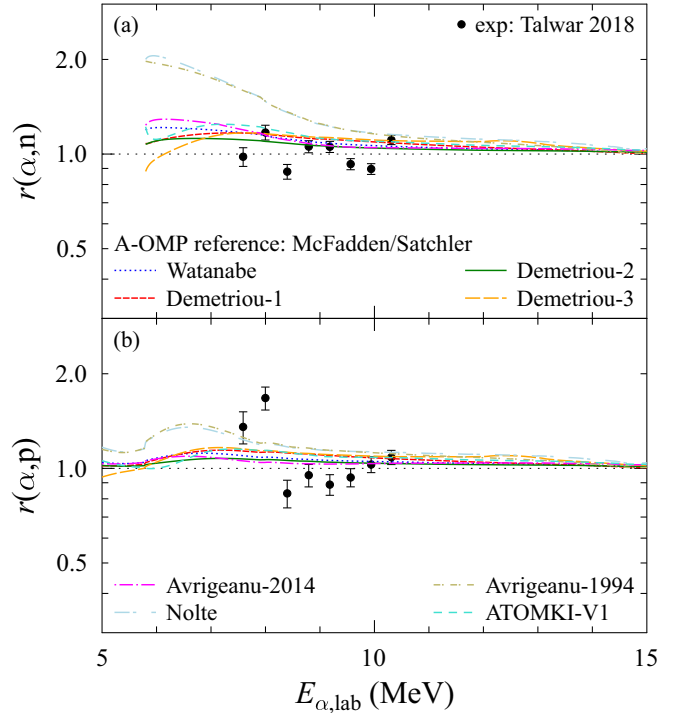 (a)
exp: Talwar 2018
2.0
1.0
0.5
r(α,n)
A-OMP reference: McFadden/Satchler
Watanabe
Demetriou-2
Demetriou-1
Demetriou-3
(b)
2.0
1.0
0.5
r(α,p)
Avrigeanu-2014
Avrigeanu-1994
Nolte
ATOMKI-V1
5
10
15
Eα,lab (MeV)